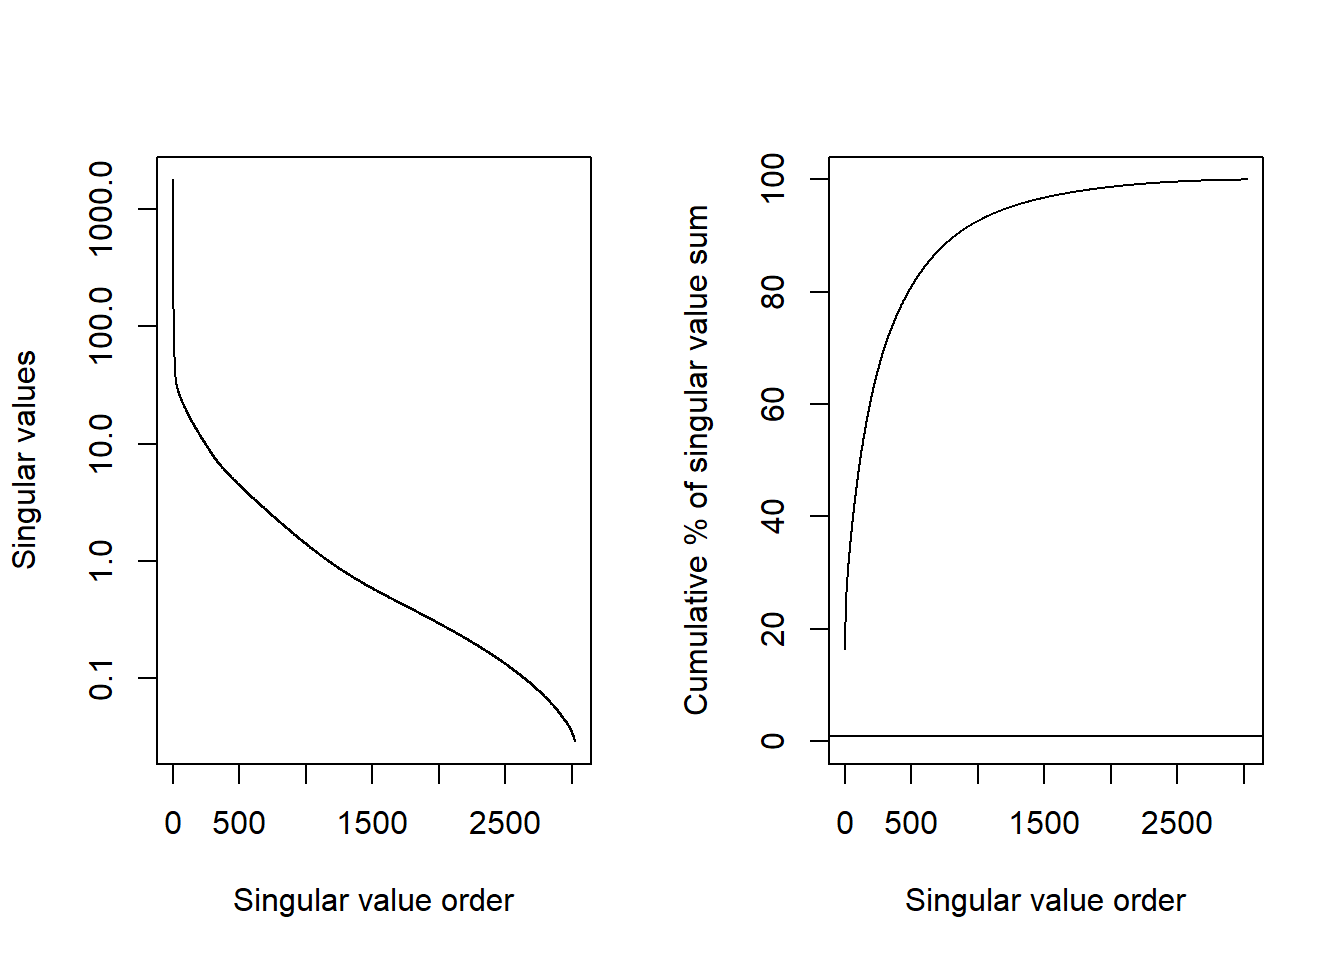 Singular values
1000.0
100.0
10.0
1.0
0.1
0 500 1500 2500
Singular value order
Cumulative % of singular value sum
100
80
60
40
20
0
0 500 1500 2500
Singular value order